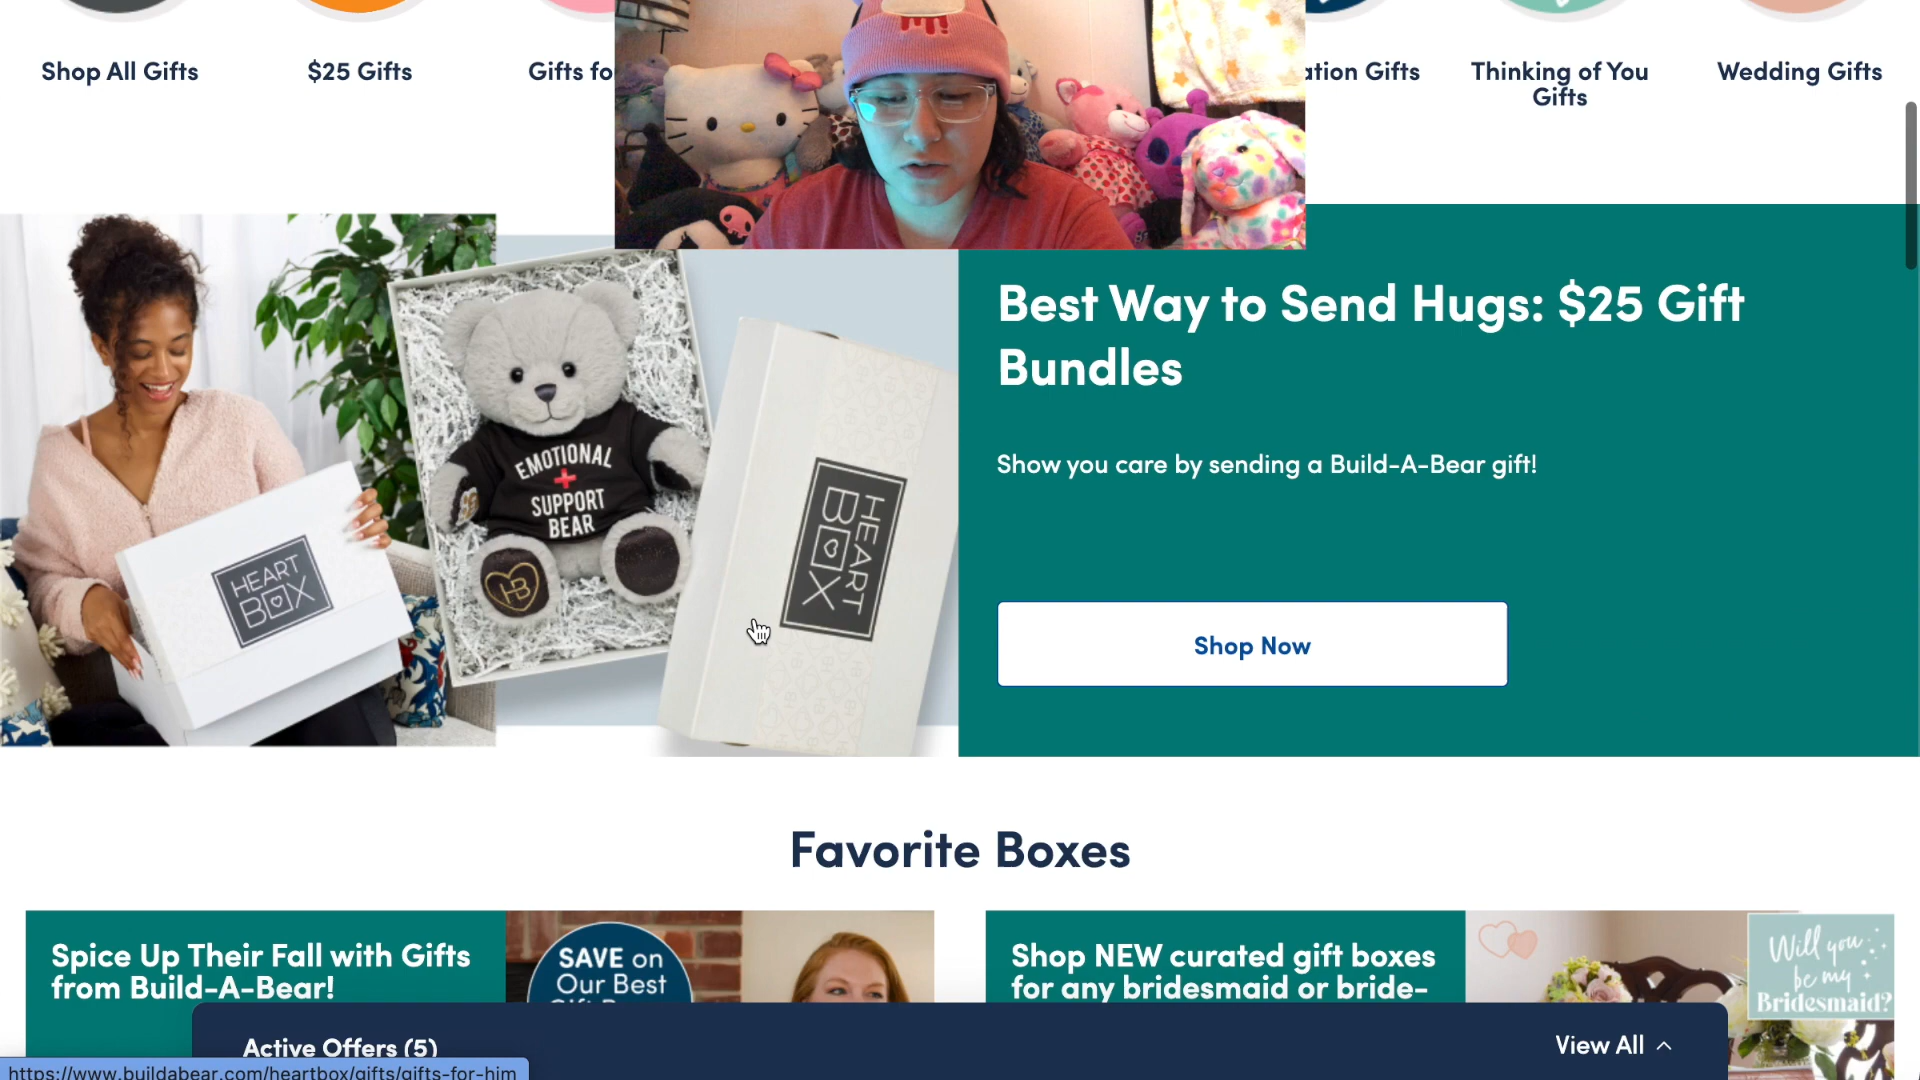 Shop All Gifts
$25 Gifts
Gifts fo
ation Gifts
Thinking of You
Gifts
Wedding Gifts
Best Way to Send Hugs: $25 Gift
Bundles
Show you care by sending a Build-A-Bear gift!
Shop Now
EMOTIONAL
SUPPORT
BEAR
HB
HEART
BOX
HEART
BOX
Favorite Boxes
Spice Up Their Fall with Gifts
from Build-A-Bear!
SAVE on
Our Best
Shop NEW curated gift boxes
for any bridesmaid or bride-
Will you
be my
Bridesmaid?
Active Offers (5)
View All
https://www.buildabear.com/heartbox/gifts/gifts-for-him